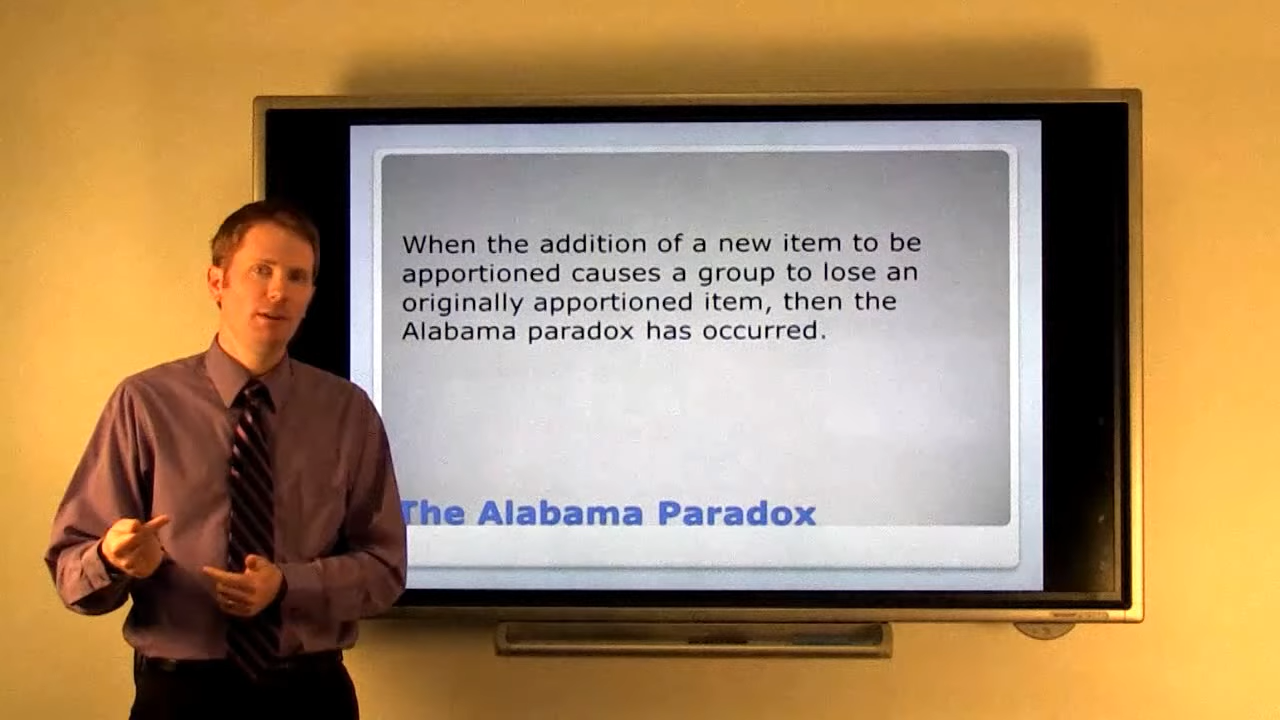 When the addition of a new item to be
apportioned causes a group to lose an
originally apportioned item, then the
Alabama paradox has occurred.
The Alabama Paradox